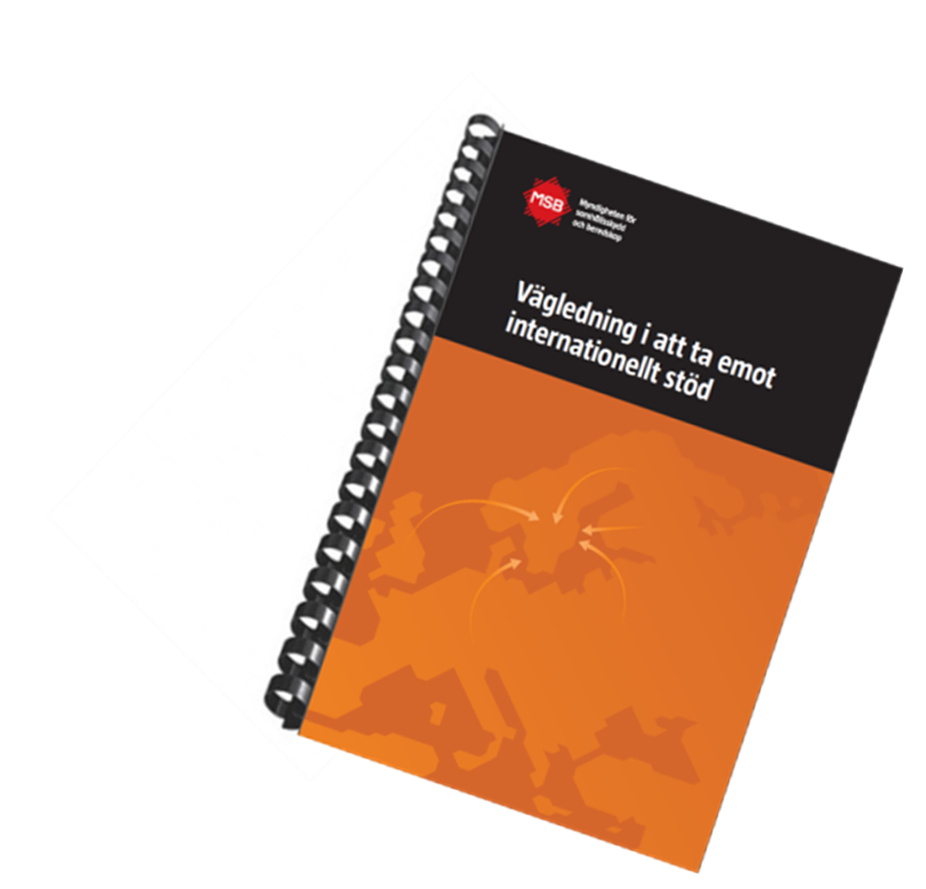 MSB
Myndigheten för
samhällsskydd
och beredskap
Vägledning i att ta emot
internationellt stöd